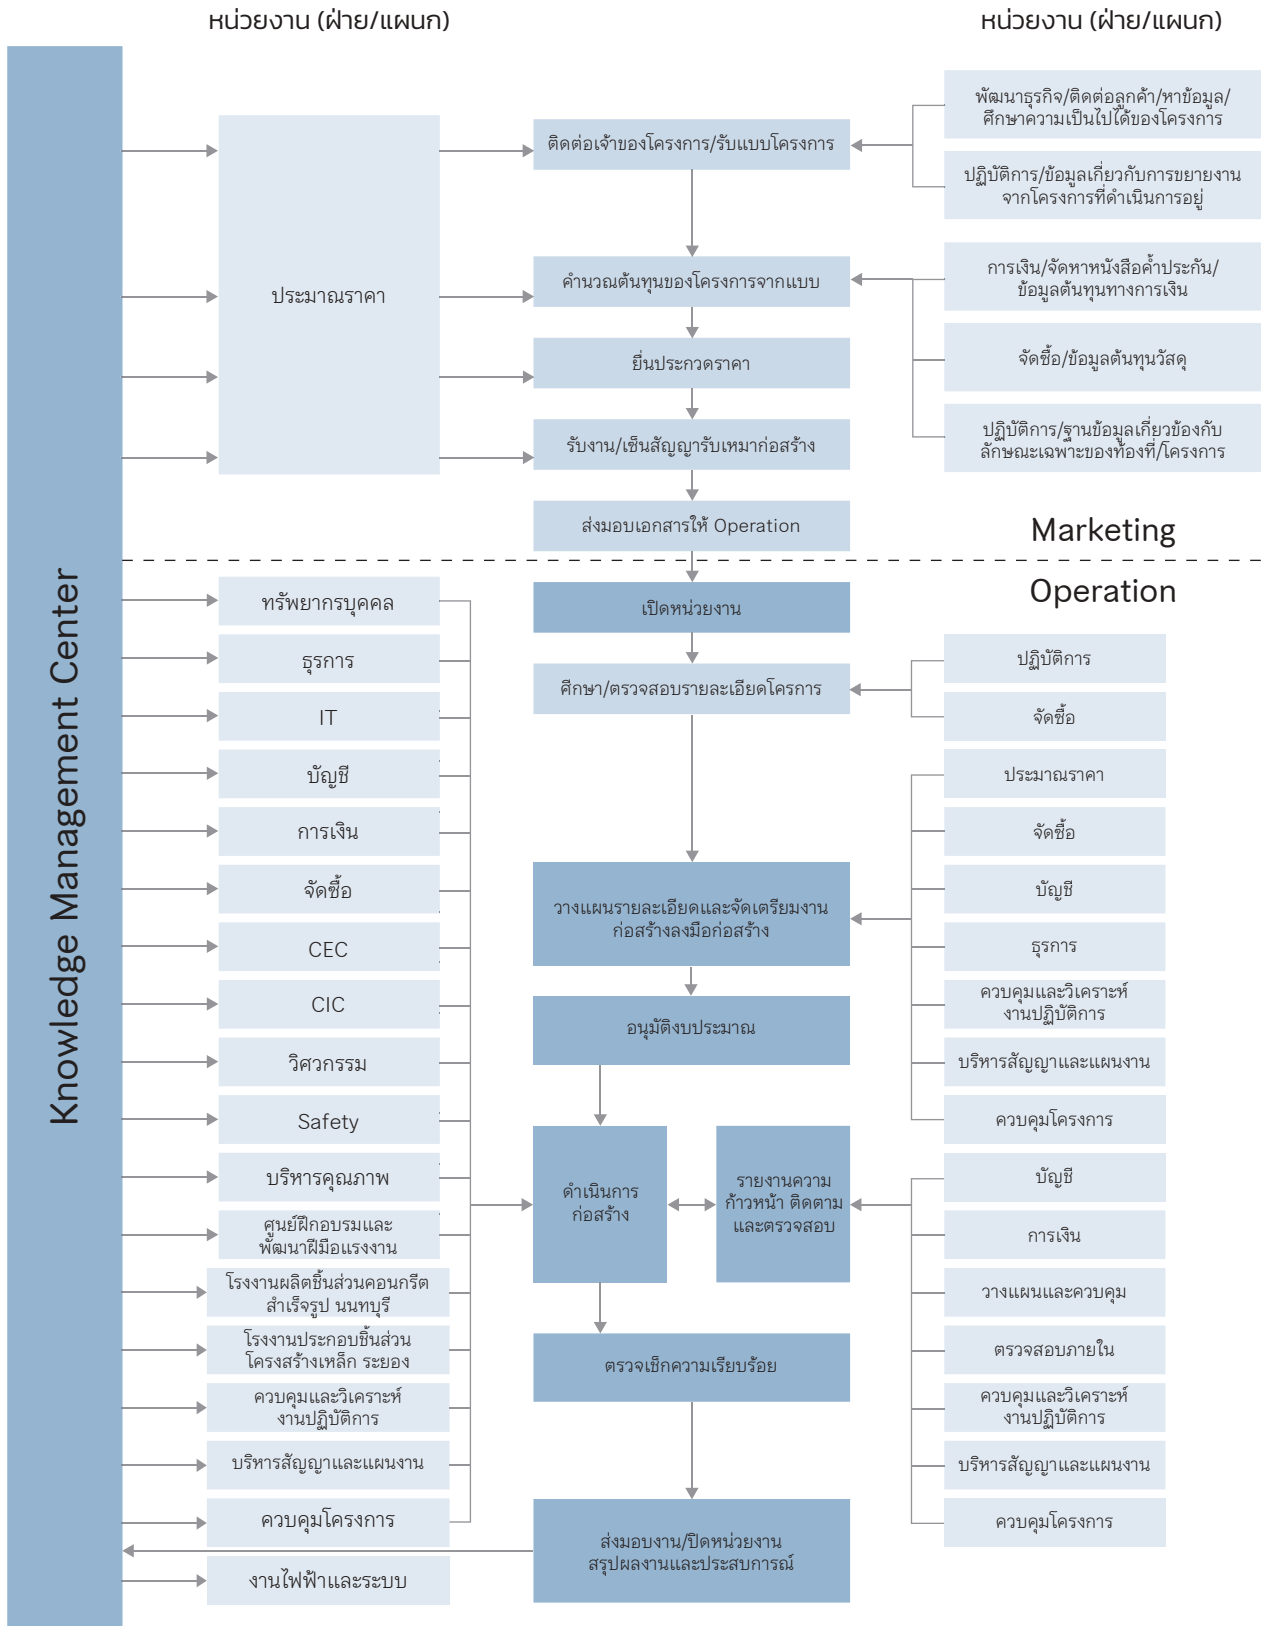 หน่วยงาน (ฝ่าย/แผนก)
หน่วยงาน (ฝ่าย/แผนก)
Knowledge Management Center
ประมาณราคา
ติดต่อเจ้าของโครงการ/รับแบบโครงการ
คำนวณต้นทุนของโครงการจากแบบ
ยื่นประกวดราคา
รับงาน/เซ็นสัญญารับเหมาก่อสร้าง
ส่งมอบเอกสารให้ Operation
พัฒนาธุรกิจ/ติดต่อลูกค้า/หาข้อมูล/
ศึกษาความเป็นไปได้ของโครงการ
ปฏิบัติการ/ข้อมูลเกี่ยวกับการขยายงาน
จากโครงการที่ดำเนินการอยู่
การเงิน/จัดหาหนังสือค้ำประกัน/
ข้อมูลต้นทุนทางการเงิน
จัดซื้อ/ข้อมูลต้นทุนวัสดุ
ปฏิบัติการ/ฐานข้อมูลเกี่ยวข้องกับ
ลักษณะเฉพาะของท้องที่/โครงการ
Marketing
Operation
ทรัพยากรบุคคล
ธุรการ
IT
บัญชี
การเงิน
จัดซื้อ
CEC
CIC
วิศวกรรม
Safety
บริหารคุณภาพ
ศูนย์ฝึกอบรมและ
พัฒนาฝีมือแรงงาน
โรงงานผลิตชิ้นส่วนคอนกรีต
สำเร็จรูป นนทบุรี
โรงงานประกอบชิ้นส่วน
โครงสร้างเหล็ก ระยอง
ควบคุมและวิเคราะห์
งานปฏิบัติการ
บริหารสัญญาและแผนงาน
ควบคุมโครงการ
งานไฟฟ้าและระบบ
เปิดหน่วยงาน
ศึกษา/ตรวจสอบรายละเอียดโครการ
วางแผนรายละเอียดและจัดเตรียมงาน
ก่อสร้างลงมือก่อสร้าง
อนุมัติงบประมาณ
ดำเนินการ
ก่อสร้าง
รายงานความ
ก้าวหน้า ติดตาม
และตรวจสอบ
ตรวจเช็กความเรียบร้อย
ส่งมอบงาน/ปิดหน่วยงาน
สรุปผลงานและประสบการณ์
ปฏิบัติการ
จัดซื้อ
ประมาณราคา
จัดซื้อ
บัญชี
ธุรการ
ควบคุมและวิเคราะห์
งานปฏิบัติการ
บริหารสัญญาและแผนงาน
ควบคุมโครงการ
บัญชี
การเงิน
วางแผนและควบคุม
ตรวจสอบภายใน
ควบคุมและวิเคราะห์
งานปฏิบัติการ
บริหารสัญญาและแผนงาน
ควบคุมโครงการ